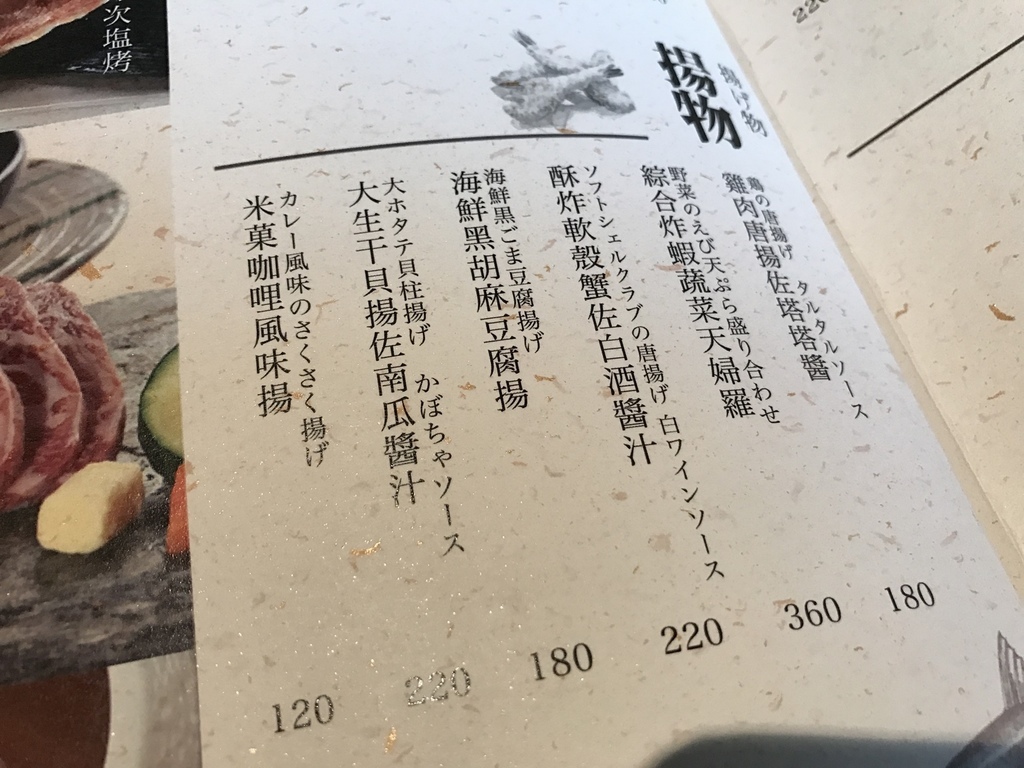 揚げ物
揚物
鶏の唐揚げ タルタルソース
雞肉唐揚佐塔塔醬
180
野菜のえび天ぷら盛り合わせ
綜合炸蝦蔬菜天婦羅
360
ソフトシェルクラブの唐揚げ 白ワインソース
酥炸軟殼蟹佐白酒醬汁
220
海鮮黒ごま豆腐揚げ
海鮮黑胡麻豆腐揚
180
大ホタテ貝柱揚げ かぼちゃソース
大生干貝揚佐南瓜醬汁
220
カレー風味のさくさく揚げ
米菓咖哩風味揚
120
次塩烤
220